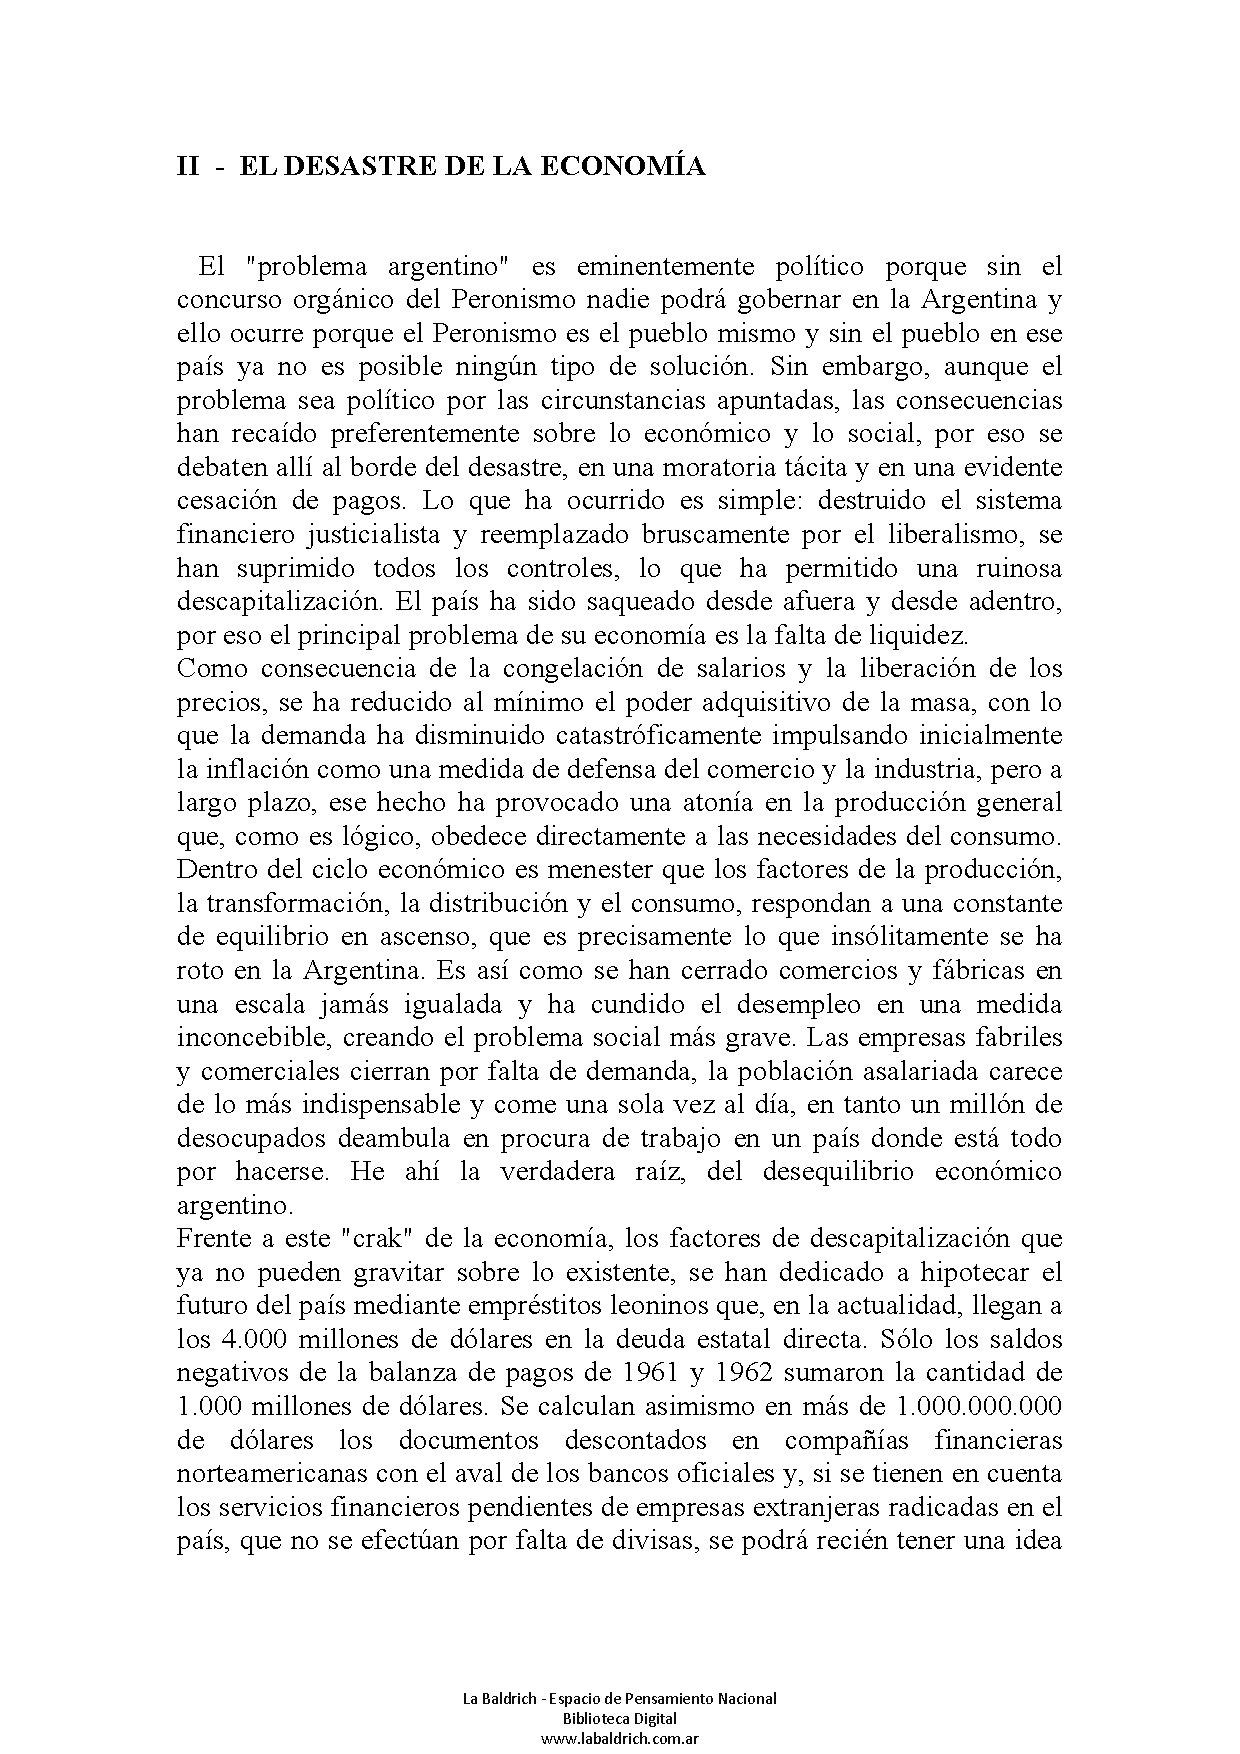 II - EL DESASTRE DE LA ECONOMÍA
El "problema argentino" es eminentemente político porque sin el
concurso orgánico del Peronismo nadie podrá gobernar en la Argentina y
ello ocurre porque el Peronismo es el pueblo mismo y sin el pueblo en ese
país ya no es posible ningún tipo de solución. Sin embargo, aunque el
problema sea político por las circunstancias apuntadas, las consecuencias
han recaído preferentemente sobre lo económico y lo social, por eso se
debaten allí al borde del desastre, en una moratoria tácita y en una evidente
cesación de pagos. Lo que ha ocurrido es simple: destruido el sistema
financiero justicialista y reemplazado bruscamente por el liberalismo, se
han suprimido todos los controles, lo que ha permitido una ruinosa
descapitalización. El país ha sido saqueado desde afuera y desde adentro,
por eso el principal problema de su economía es la falta de liquidez.
Como consecuencia de la congelación de salarios y la liberación de los
precios, se ha reducido al mínimo el poder adquisitivo de la masa, con lo
que la demanda ha disminuido catastróficamente impulsando inicialmente
la inflación como una medida de defensa del comercio y la industria, pero a
largo plazo, ese hecho ha provocado una atonía en la producción general
que, como es lógico, obedece directamente a las necesidades del consumo.
Dentro del ciclo económico es menester que los factores de la producción,
la transformación, la distribución y el consumo, respondan a una constante
de equilibrio en ascenso, que es precisamente lo que insólitamente se ha
roto en la Argentina. Es así como se han cerrado comercios y fábricas en
una escala jamás igualada y ha cundido el desempleo en una medida
inconcebible, creando el problema social más grave. Las empresas fabriles
y comerciales cierran por falta de demanda, la población asalariada carece
de lo más indispensable y come una sola vez al día, en tanto un millón de
desocupados deambula en procura de trabajo en un país donde está todo
por hacerse. He ahí la verdadera raíz, del desequilibrio económico
argentino.
Frente a este "crak" de la economía, los factores de descapitalización que
ya no pueden gravitar sobre lo existente, se han dedicado a hipotecar el
futuro del país mediante empréstitos leoninos que, en la actualidad, llegan a
los 4.000 millones de dólares en la deuda estatal directa. Sólo los saldos
negativos de la balanza de pagos de 1961 y 1962 sumaron la cantidad de
1.000 millones de dólares. Se calculan asimismo en más de 1.000.000.000
de dólares los documentos descontados en compañías financieras
norteamericanas con el aval de los bancos oficiales y, si se tienen en cuenta
los servicios financieros pendientes de empresas extranjeras radicadas en el
país, que no se efectúan por falta de divisas, se podrá recién tener una idea
La Baldrich - Espacio de Pensamiento Nacional
Biblioteca Digital
www.labaldrich.com.ar